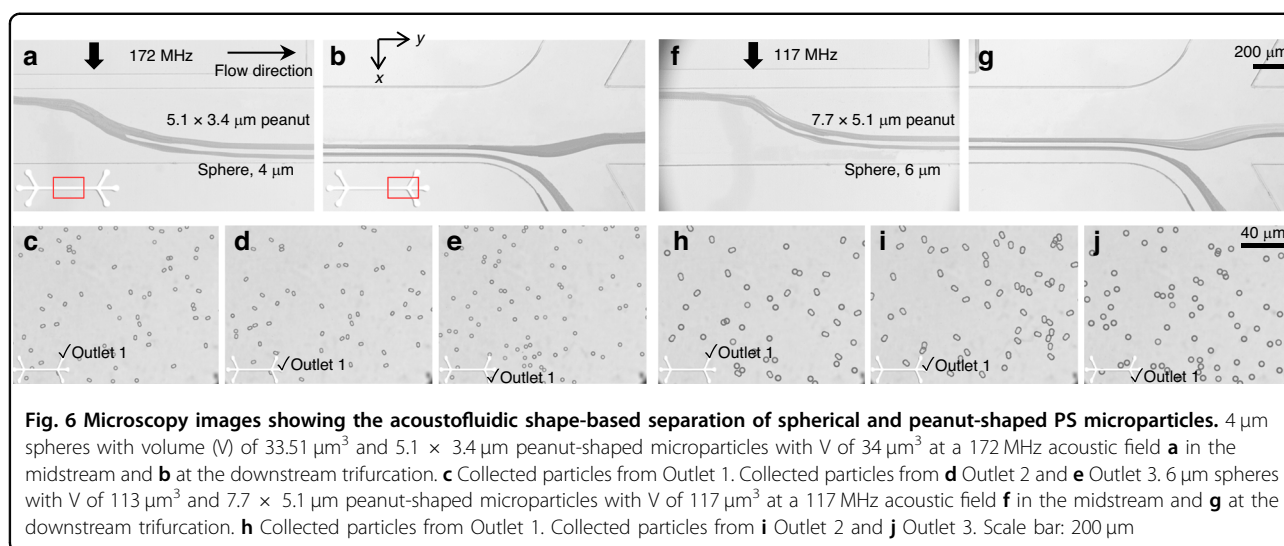 a
172 MHz
Flow direction
5.1 × 3.4 μm peanut
Sphere, 4 μm
b
y
x
f
117 MHz
7.7 × 5.1 μm peanut
Sphere, 6 μm
g
200 μm
c
✓Outlet 1
d
✓Outlet 1
e
✓Outlet 1
h
✓Outlet 1
i
✓Outlet 1
j
40 μm
✓Outlet 1
Fig. 6 Microscopy images showing the acoustofluidic shape-based separation of spherical and peanut-shaped PS microparticles. 4 μm
spheres with volume (V) of 33.51 μm³ and 5.1 × 3.4 μm peanut-shaped microparticles with V of 34 μm³ at a 172 MHz acoustic field a in the
midstream and b at the downstream trifurcation. c Collected particles from Outlet 1. Collected particles from d Outlet 2 and e Outlet 3. 6 μm spheres
with V of 113 μm³ and 7.7 × 5.1 μm peanut-shaped microparticles with V of 117 μm³ at a 117 MHz acoustic field f in the midstream and g at the
downstream trifurcation. h Collected particles from Outlet 1. Collected particles from i Outlet 2 and j Outlet 3. Scale bar: 200 μm